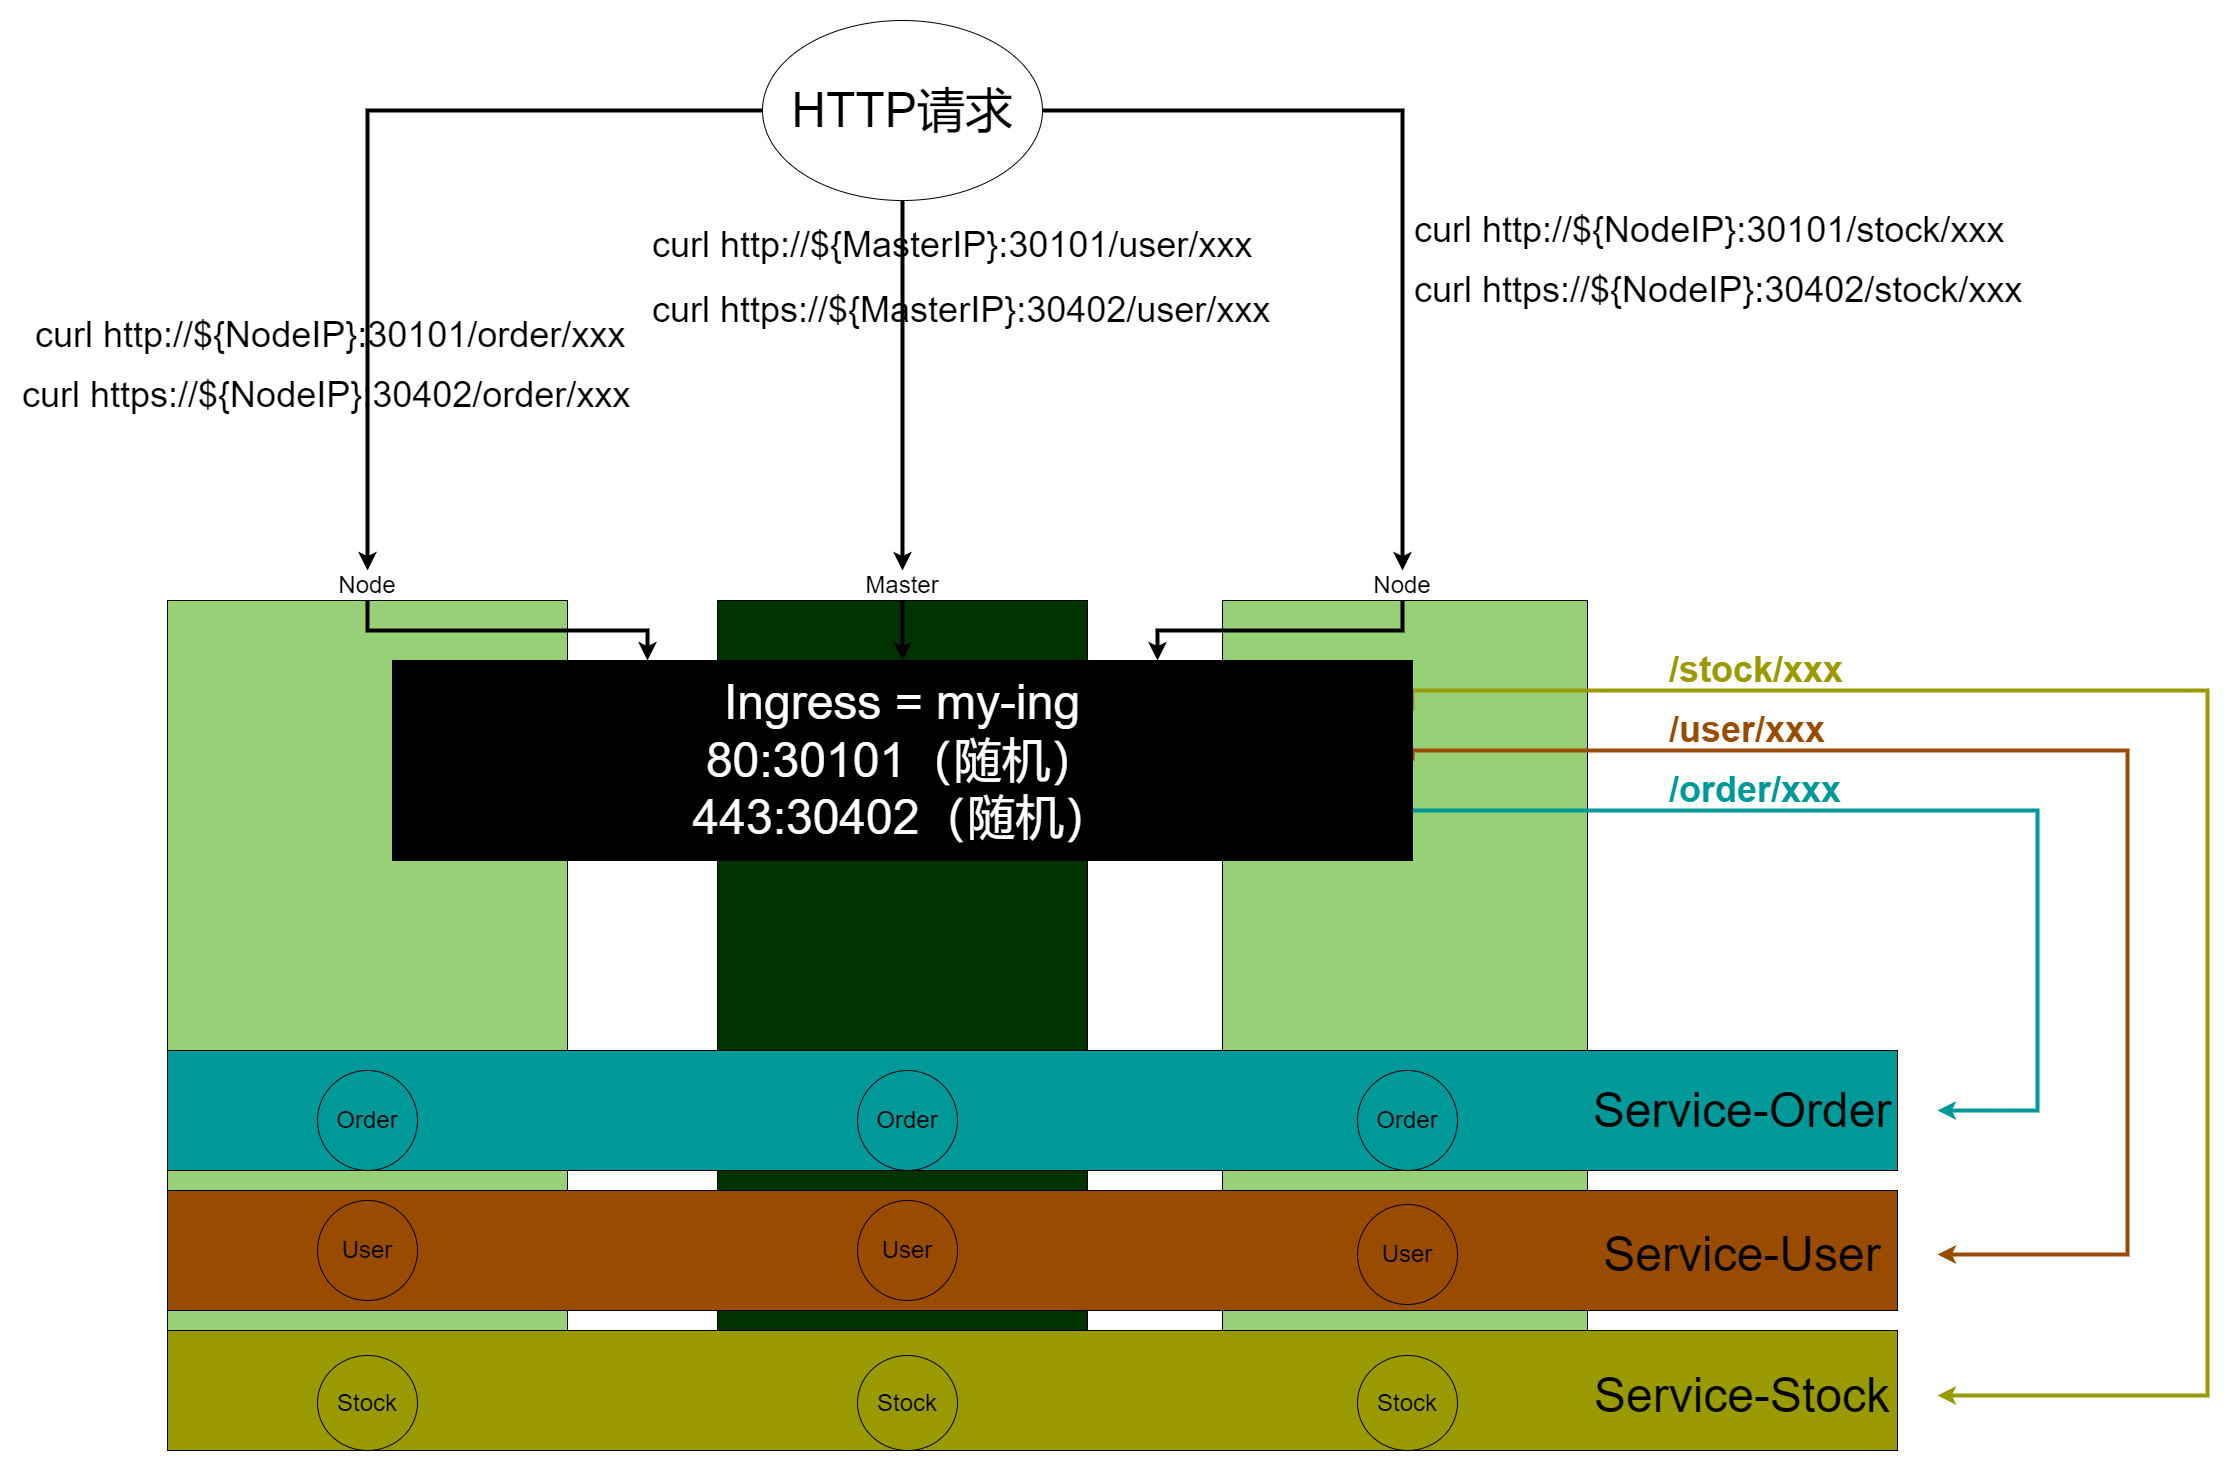 HTTP请求
curl http://${MasterIP}:30101/user/xxx
curl https://${MasterIP}:30402/user/xxx
curl http://${NodeIP}:30101/stock/xxx
curl https://${NodeIP}:30402/stock/xxx
curl http://${NodeIP}:30101/order/xxx
curl https://${NodeIP}:30402/order/xxx
Node
Master
Node
Ingress = my-ing
80:30101（随机）
443:30402（随机）
/stock/xxx
/user/xxx
/order/xxx
Order
Order
Order
Service-Order
User
User
User
Service-User
Stock
Stock
Stock
Service-Stock